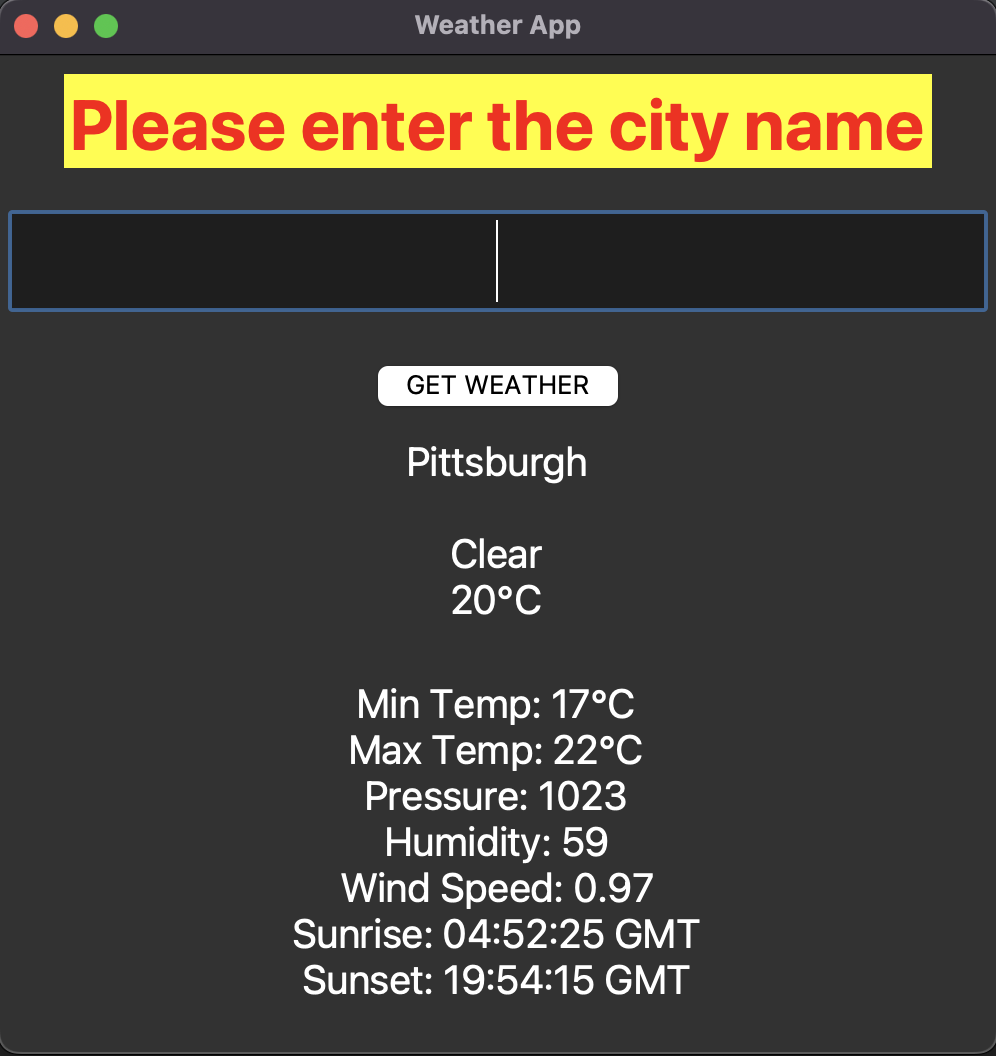 Weather App
Please enter the city name
GET WEATHER
Pittsburgh
Clear
20°C
Min Temp: 17°C
Max Temp: 22°C
Pressure: 1023
Humidity: 59
Wind Speed: 0.97
Sunrise: 04:52:25 GMT
Sunset: 19:54:15 GMT